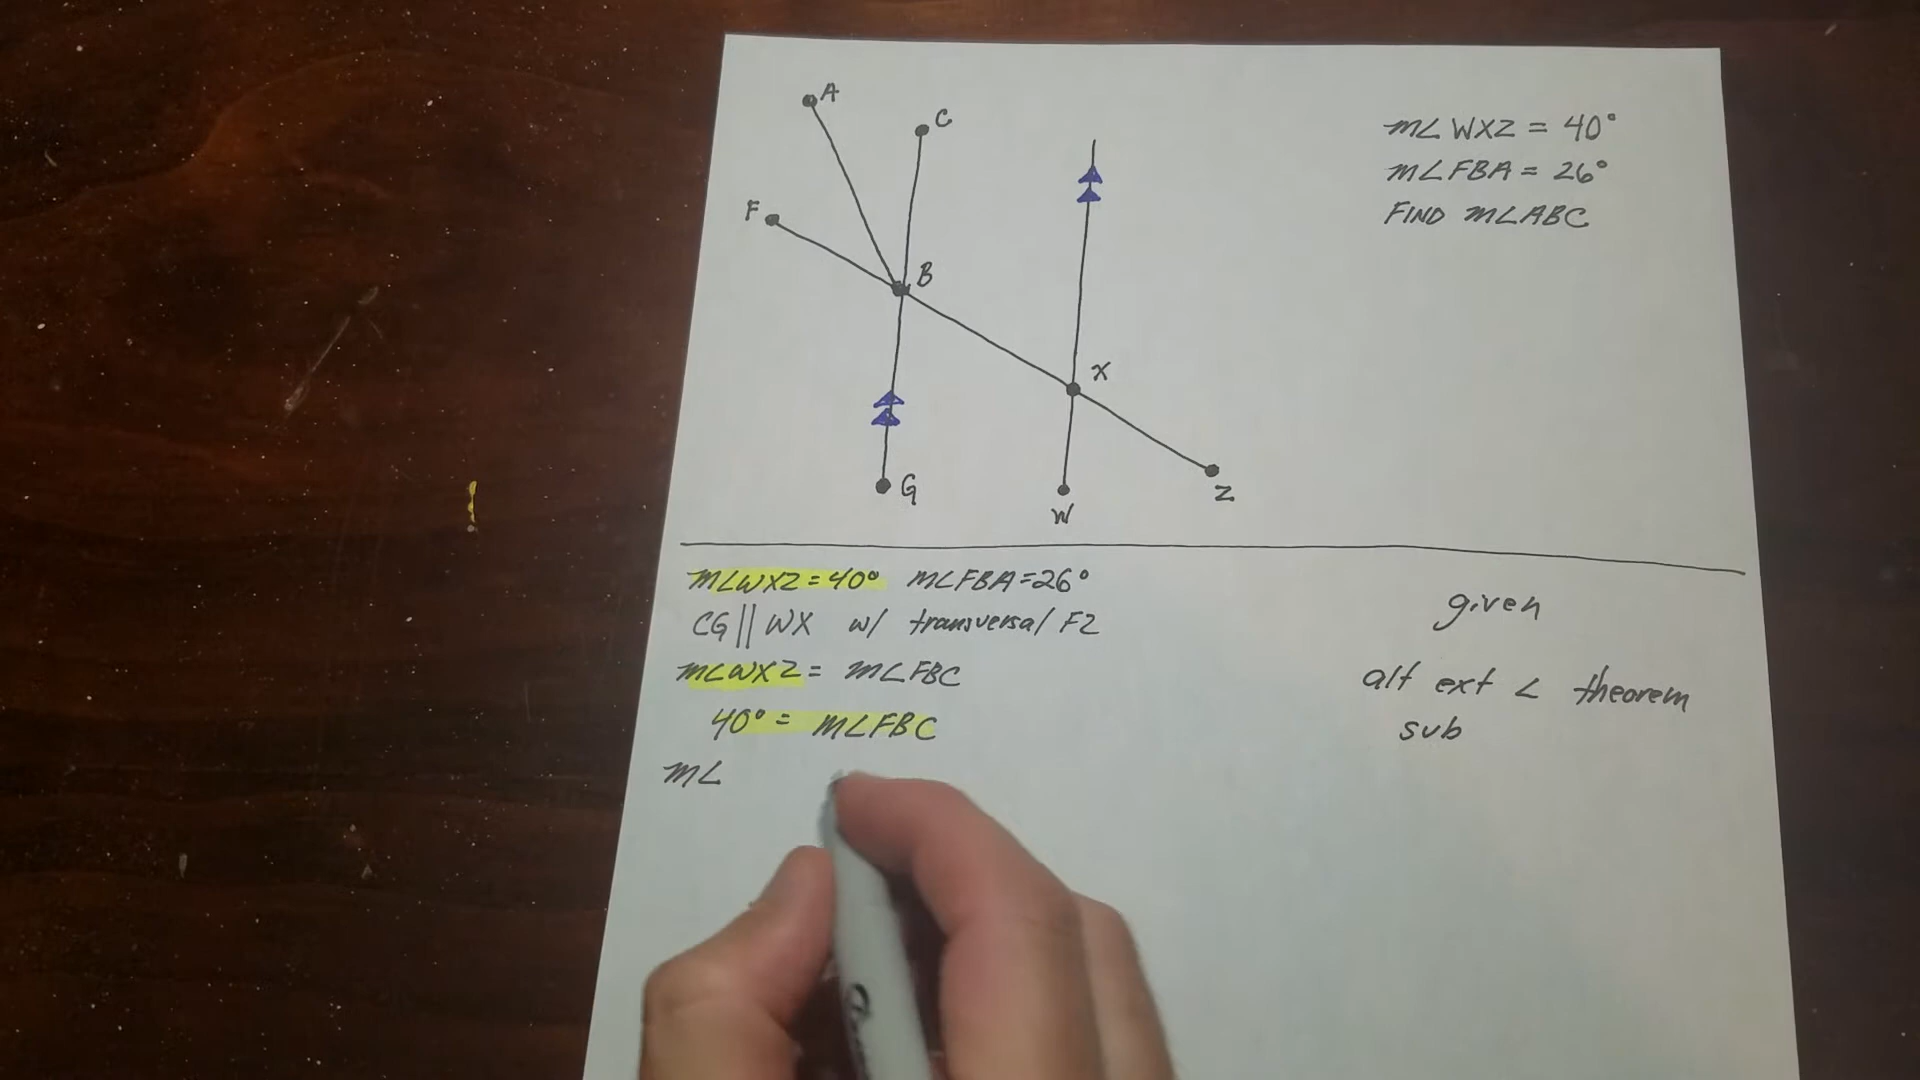 A
C
F
B
X
G
W
Z
m∠WXZ = 40°
m∠FBA = 26°
FIND m∠ABC
m∠WXZ = 40° m∠FBA = 26°
given
CG || WX w/ transversal FZ
m∠WXZ = m∠FBC
alt ext ∠ theorem
40° = m∠FBC
sub
m∠